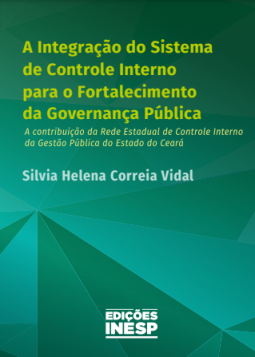 A Integração do Sistema
de Controle Interno
para o Fortalecimento
da Governança Pública
A contribuição da Rede Estadual de Controle Interno
da Gestão Pública do Estado do Ceará
Silvia Helena Correia Vidal
EDIÇÕES
INESP